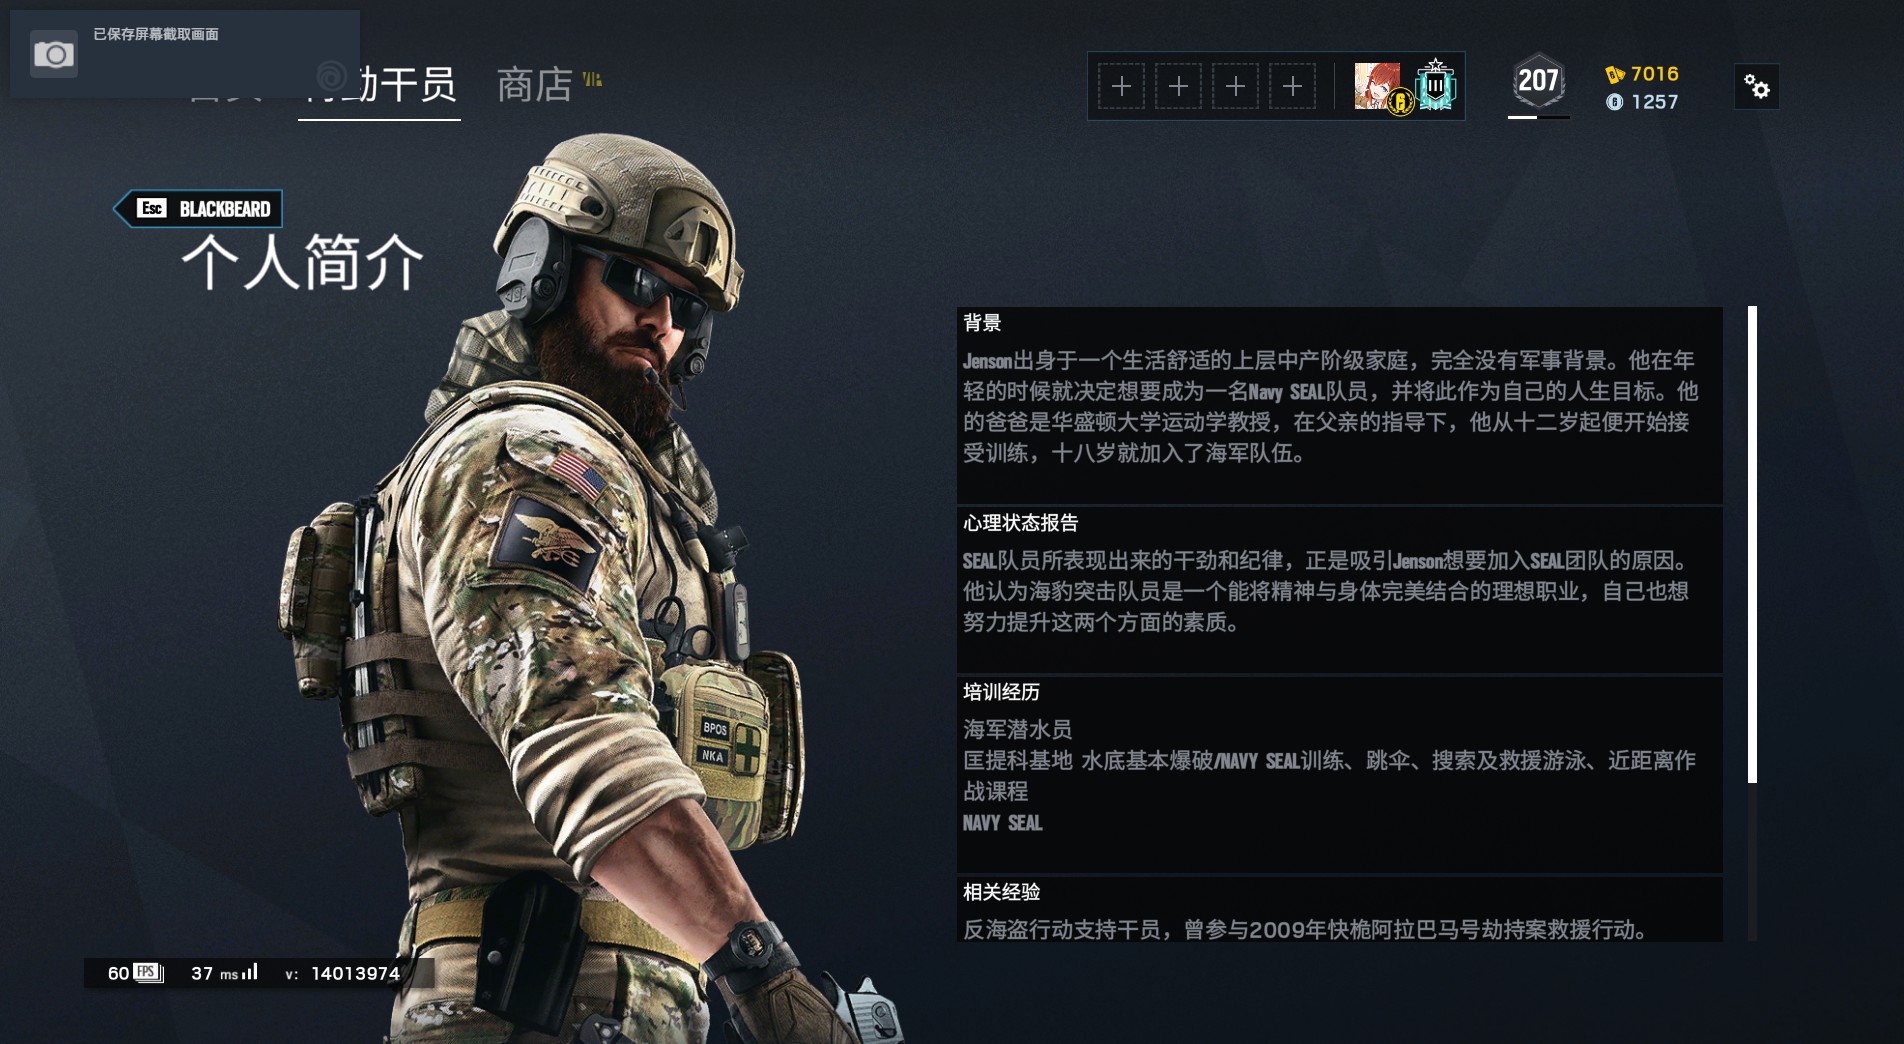 已保存屏幕截取画面
行动干员
商店
207
7016
1257
Esc BLACKBEARD
个人简介
背景
Jenson出身于一个生活舒适的上层中产阶级家庭，完全没有军事背景。他在年
轻的时候就决定想要成为一名Navy SEAL队员，并将此作为自己的人生目标。他
的爸爸是华盛顿大学运动学教授，在父亲的指导下，他从十二岁起便开始接
受训练，十八岁就加入了海军队伍。
心理状态报告
SEAL队员所表现出来的干劲和纪律，正是吸引Jenson想要加入SEAL团队的原因。
他认为海豹突击队员是一个能将精神与身体完美结合的理想职业，自己也想
努力提升这两个方面的素质。
培训经历
海军潜水员
匡提科基地 水底基本爆破/NAVY SEAL训练、跳伞、搜索及救援游泳、近距离作
战课程
NAVY SEAL
相关经验
反海盗行动支持干员，曾参与2009年快桅阿拉巴马号劫持案救援行动。
BPOS
NKA
60 FPS 37 ms v: 14013974